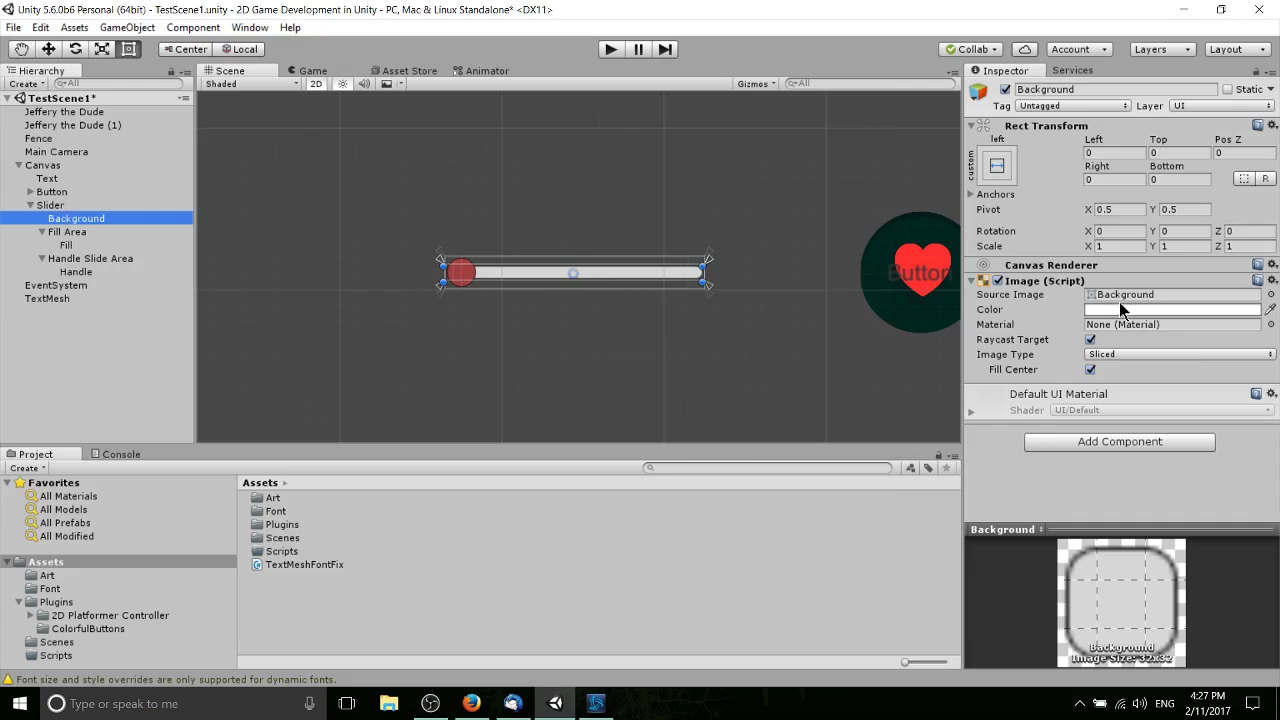 Unity 5.6.0b6 Personal (64bit) - TestScene1.unity - 2D Game Development in Unity - PC, Mac & Linux Standalone* <DX11>
File Edit Assets GameObject Component Window Help
Center Local Collab Account Layers Layout
Hierarchy
Create All
TestScene1*
Jeffery the Dude
Jeffery the Dude (1)
Fence
Main Camera
Canvas
Text
Button
Slider
Background
Fill Area
Fill
Handle Slide Area
Handle
EventSystem
TextMesh
Scene Game Asset Store Animator
Shaded 2D Gizmos All
Button
Inspector Services
Background Static
Tag Untagged Layer UI
Rect Transform
left Left Top Pos Z
custom 0 0 0
Right Bottom
0 0 R
Anchors
Pivot X 0.5 Y 0.5
Rotation X 0 Y 0 Z 0
Scale X 1 Y 1 Z 1
Canvas Renderer
Image (Script)
Source Image Background
Color
Material None (Material)
Raycast Target
Image Type Sliced
Fill Center
Default UI Material
Shader UI/Default
Add Component
Background
Background
Image Size: 32x32
Project Console
Create
Favorites
All Materials
All Models
All Prefabs
All Modified
Assets
Art
Font
Plugins
2D Platformer Controller
ColorfulButtons
Scenes
Scripts
Assets
Art
Font
Plugins
Scenes
Scripts
TextMeshFontFix
Font size and style overrides are only supported for dynamic fonts.
Type or speak to me
ENG
4:27 PM
2/11/2017